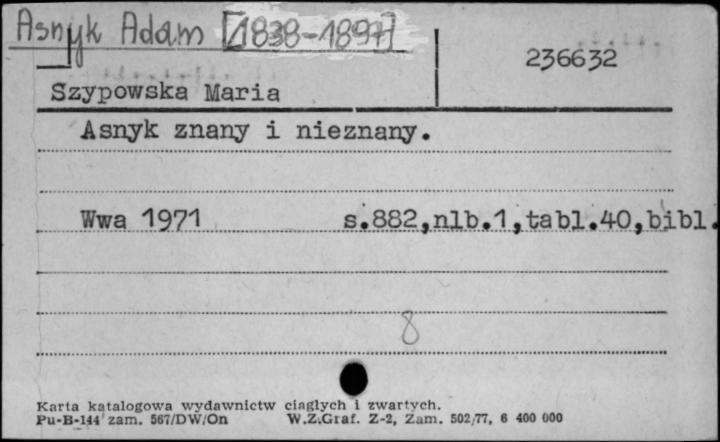 Asnyk Adam [1838-1897]
236632
Szypowska Maria
Asnyk znany i nieznany.
Wwa 1971 s.882,nlb.1,tabl.40,bibl.
8
Karta katalogowa wydawnictw ciągłych i zwartych.
Pu-B-144 zam. 567/DW/On W.Z.Graf. Z-2, Zam. 502/77, 6 400 000